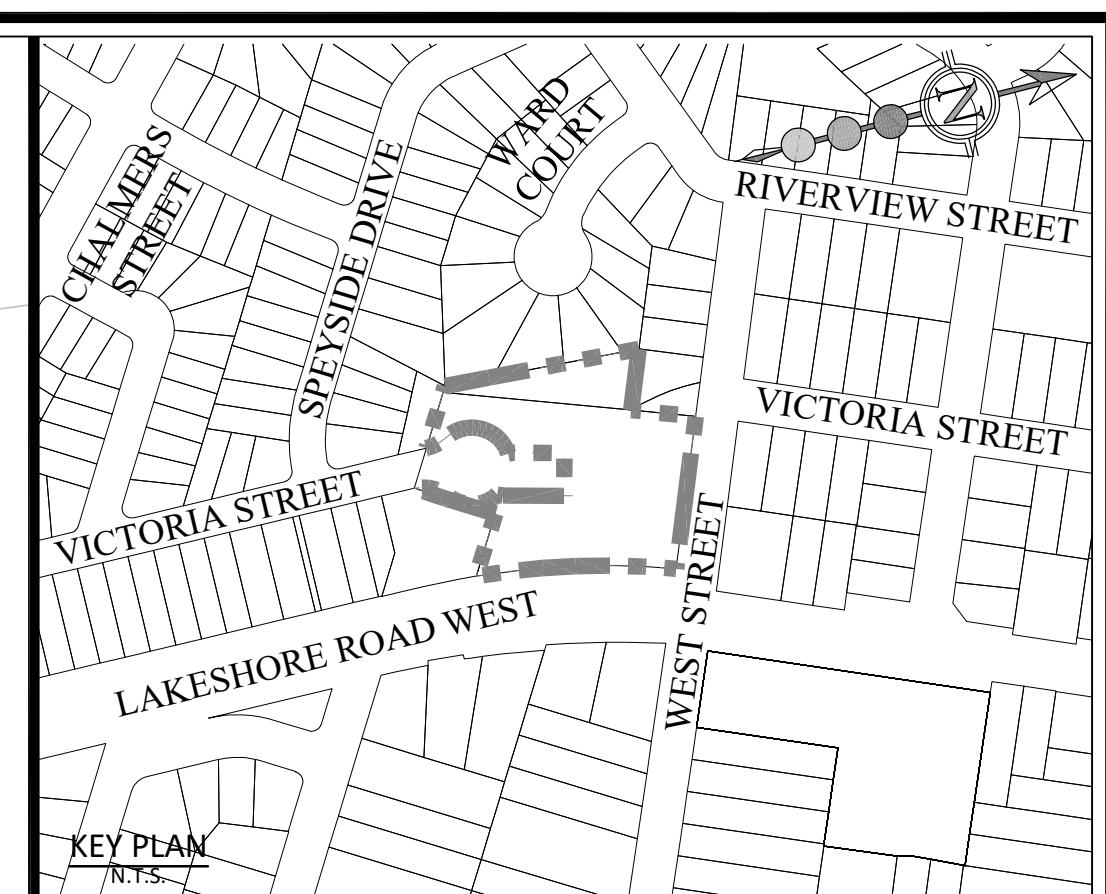 WARD
COURT
N
CHALMERS
STREET
SPEYSIDE DRIVE
RIVERVIEW STREET
VICTORIA STREET
VICTORIA STREET
LAKESHORE ROAD WEST
WEST STREET
KEY PLAN
N.T.S.